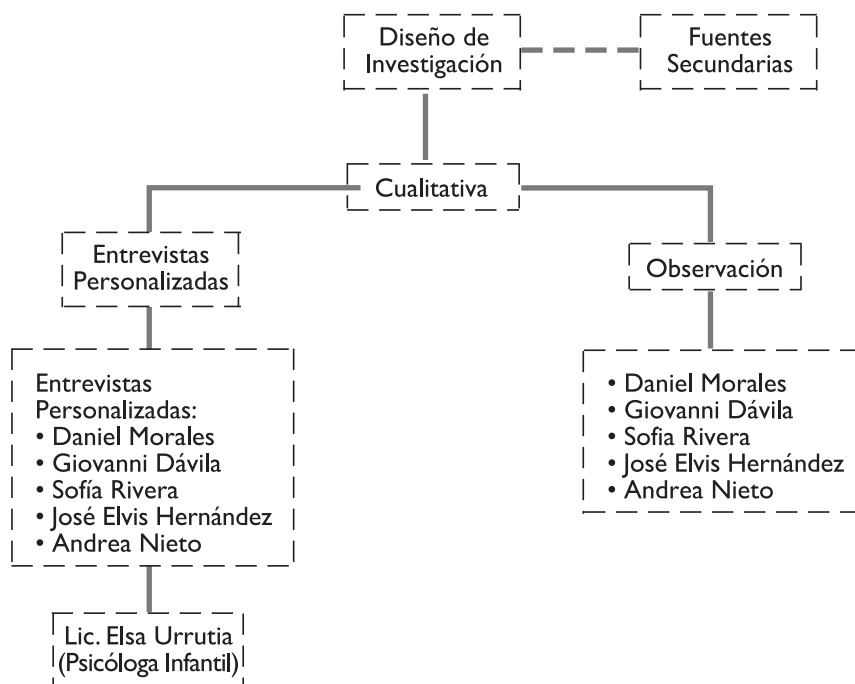 Diseño de
Investigación
Fuentes
Secundarias
Cualitativa
Entrevistas
Personalizadas
Observación
Entrevistas
Personalizadas:
• Daniel Morales
• Giovanni Dávila
• Sofía Rivera
• José Elvis Hernández
• Andrea Nieto
• Daniel Morales
• Giovanni Dávila
• Sofia Rivera
• José Elvis Hernández
• Andrea Nieto
Lic. Elsa Urrutia
(Psicóloga Infantil)